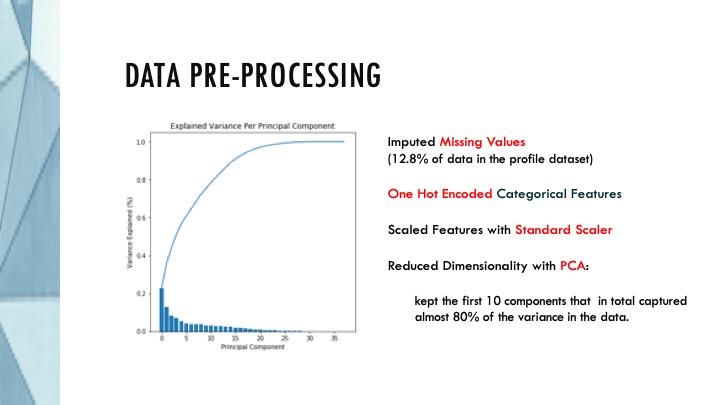 DATA PRE-PROCESSING
Explained Variance Per Principal Component
1.0
0.8
0.6
0.4
0.2
0.0
Variance Explained (%)
0 5 10 15 20 25 30 35
Principal Component
Imputed Missing Values
(12.8% of data in the profile dataset)
One Hot Encoded Categorical Features
Scaled Features with Standard Scaler
Reduced Dimensionality with PCA:
kept the first 10 components that in total captured
almost 80% of the variance in the data.